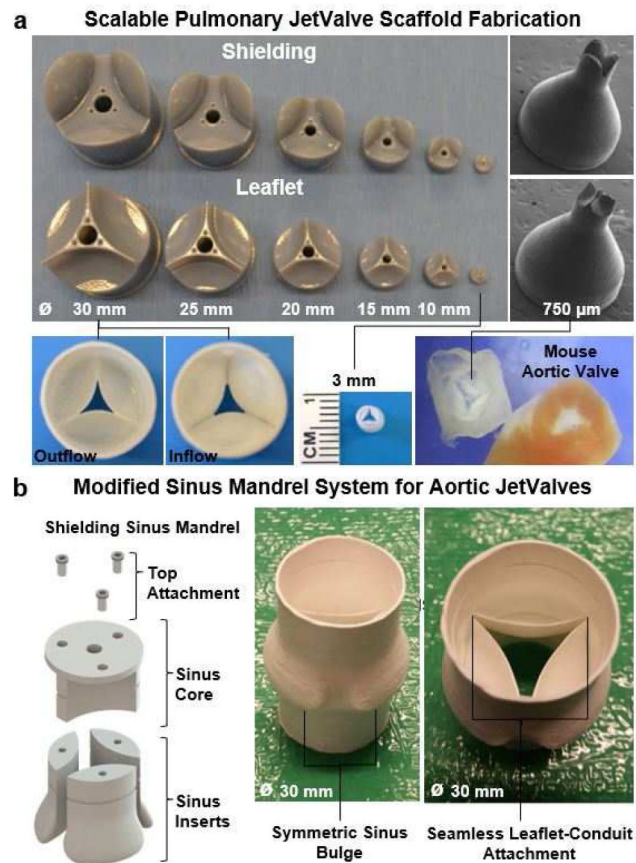 a Scalable Pulmonary JetValve Scaffold Fabrication
Shielding
Leaflet
Ø 30 mm 25 mm 20 mm 15 mm 10 mm 750 µm
3 mm
Mouse
Aortic Valve
1
CM
Outflow Inflow
b Modified Sinus Mandrel System for Aortic JetValves
Shielding Sinus Mandrel
Top
Attachment
Sinus
Core
Sinus
Inserts
Ø 30 mm Ø 30 mm
Symmetric Sinus
Bulge
Seamless Leaflet-Conduit
Attachment